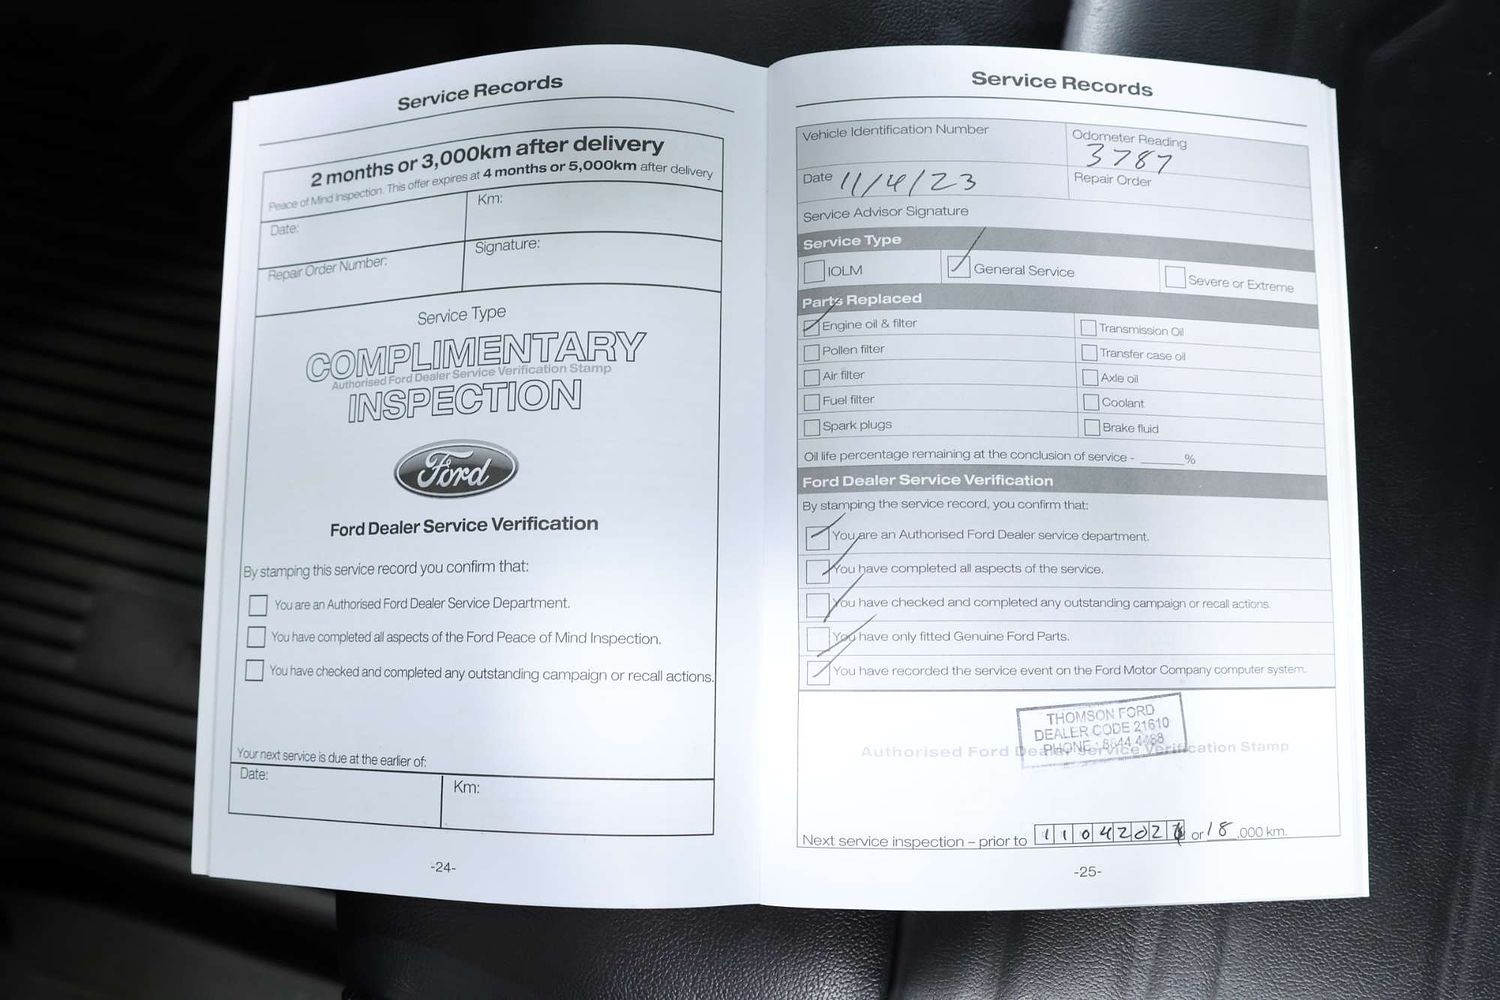 Service Records
2 months or 3,000km after delivery
Peace of Mind Inspection. This offer expires at 4 months or 5,000km after delivery
Date:
Km:
Repair Order Number:
Signature:
Service Type
COMPLIMENTARY
Authorised Ford Dealer Service Verification Stamp
INSPECTION
Ford
Ford Dealer Service Verification
By stamping this service record you confirm that:
You are an Authorised Ford Dealer Service Department.
You have completed all aspects of the Ford Peace of Mind Inspection.
You have checked and completed any outstanding campaign or recall actions.
Your next service is due at the earlier of:
Date:
Km:
-24-
Service Records
Vehicle Identification Number
Odometer Reading
3787
Date 11/4/23
Repair Order
Service Advisor Signature
Service Type
IOLM
General Service
Severe or Extreme
Parts Replaced
Engine oil & filter
Transmission Oil
Pollen filter
Transfer case oil
Air filter
Axle oil
Fuel filter
Coolant
Spark plugs
Brake fluid
Oil life percentage remaining at the conclusion of service - ______%
Ford Dealer Service Verification
By stamping the service record, you confirm that:
You are an Authorised Ford Dealer service department.
You have completed all aspects of the service.
You have checked and completed any outstanding campaign or recall actions.
You have only fitted Genuine Ford Parts.
You have recorded the service event on the Ford Motor Company computer system.
THOMSON FORD
DEALER CODE 21610
PHONE : 8644 4488
Authorised Ford Dealer Service Verification Stamp
Next service inspection – prior to 11042024 or 18,000 km.
-25-